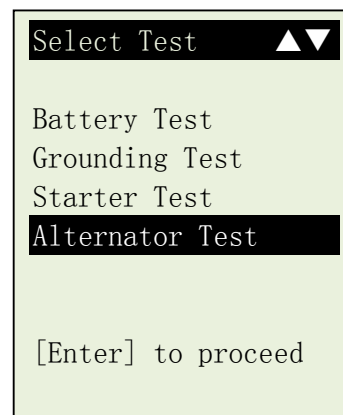 Select Test ▲▼
Battery Test
Grounding Test
Starter Test
Alternator Test
[Enter] to proceed